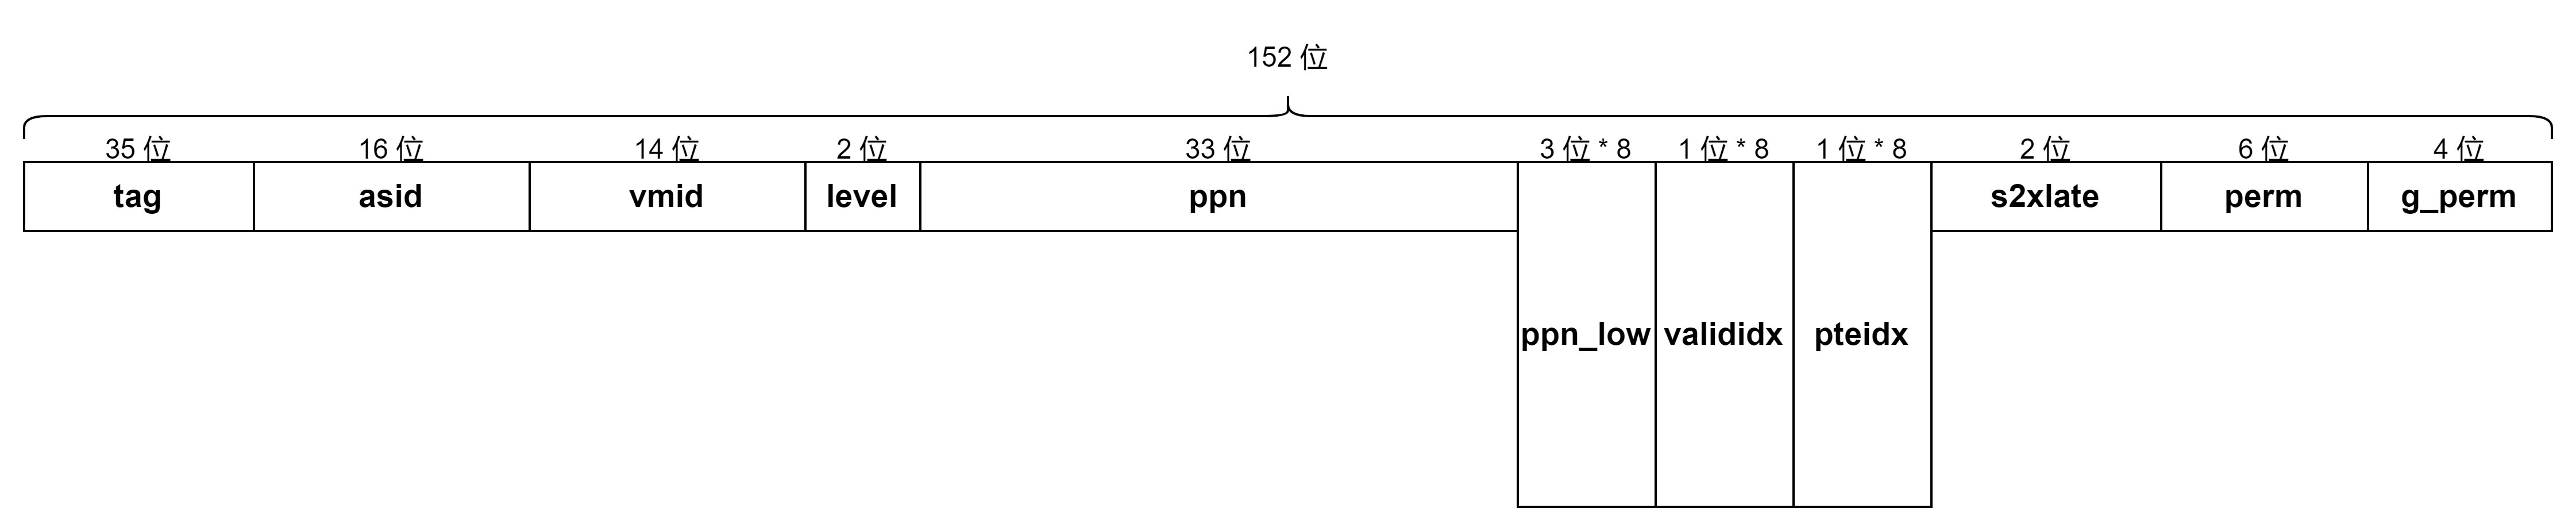 152 位
35 位 16 位 14 位 2 位 33 位 3 位 * 8 1 位 * 8 1 位 * 8 2 位 6 位 4 位
tag asid vmid level ppn s2xlate perm g_perm
ppn_low valididx pteidx